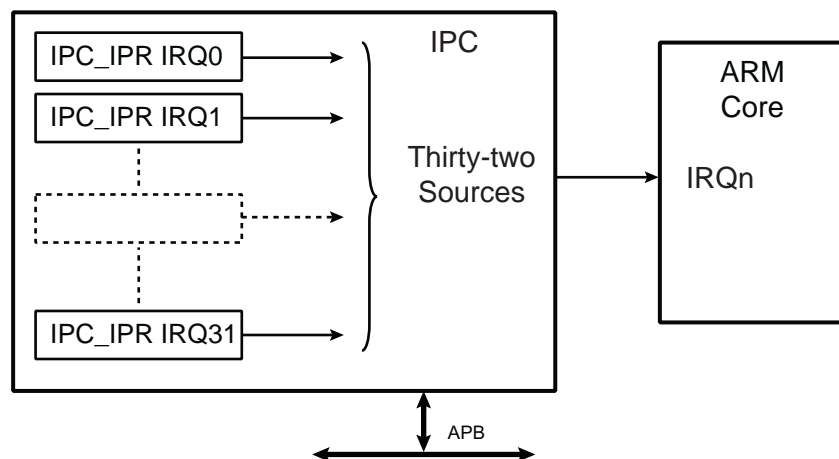 IPC_IPR IRQ0
IPC
IPC_IPR IRQ1
Thirty-two
Sources
IPC_IPR IRQ31
ARM
Core
IRQn
APB